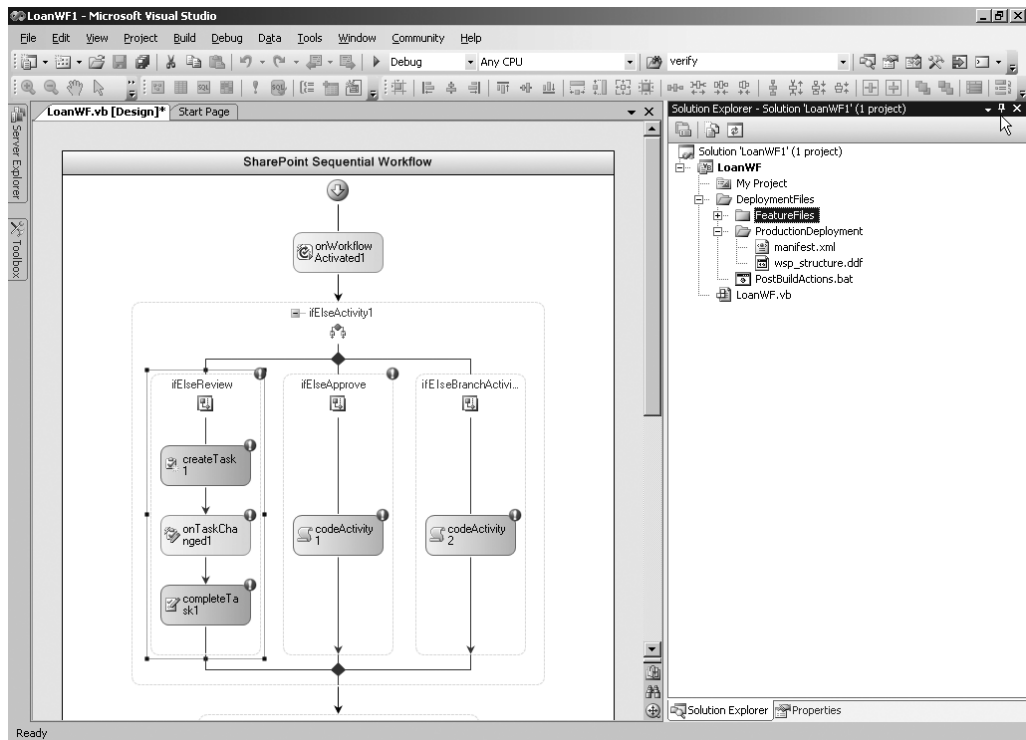 LoanWF1 - Microsoft Visual Studio
File Edit View Project Build Debug Data Tools Window Community Help
Debug Any CPU verify
LoanWF.vb [Design]* Start Page
Solution Explorer - Solution 'LoanWF1' (1 project)
Server Explorer
Toolbox
SharePoint Sequential Workflow
onWorkflow
Activated1
ifElseActivity1
ifElseReview
ifElseApprove
ifElseBranchActivi...
createTask
1
onTaskCha
nged1
completeTa
sk1
codeActivity
1
codeActivity
2
Solution 'LoanWF1' (1 project)
LoanWF
My Project
DeploymentFiles
FeatureFiles
ProductionDeployment
manifest.xml
wsp_structure.ddf
PostBuildActions.bat
LoanWF.vb
Solution Explorer Properties
Ready